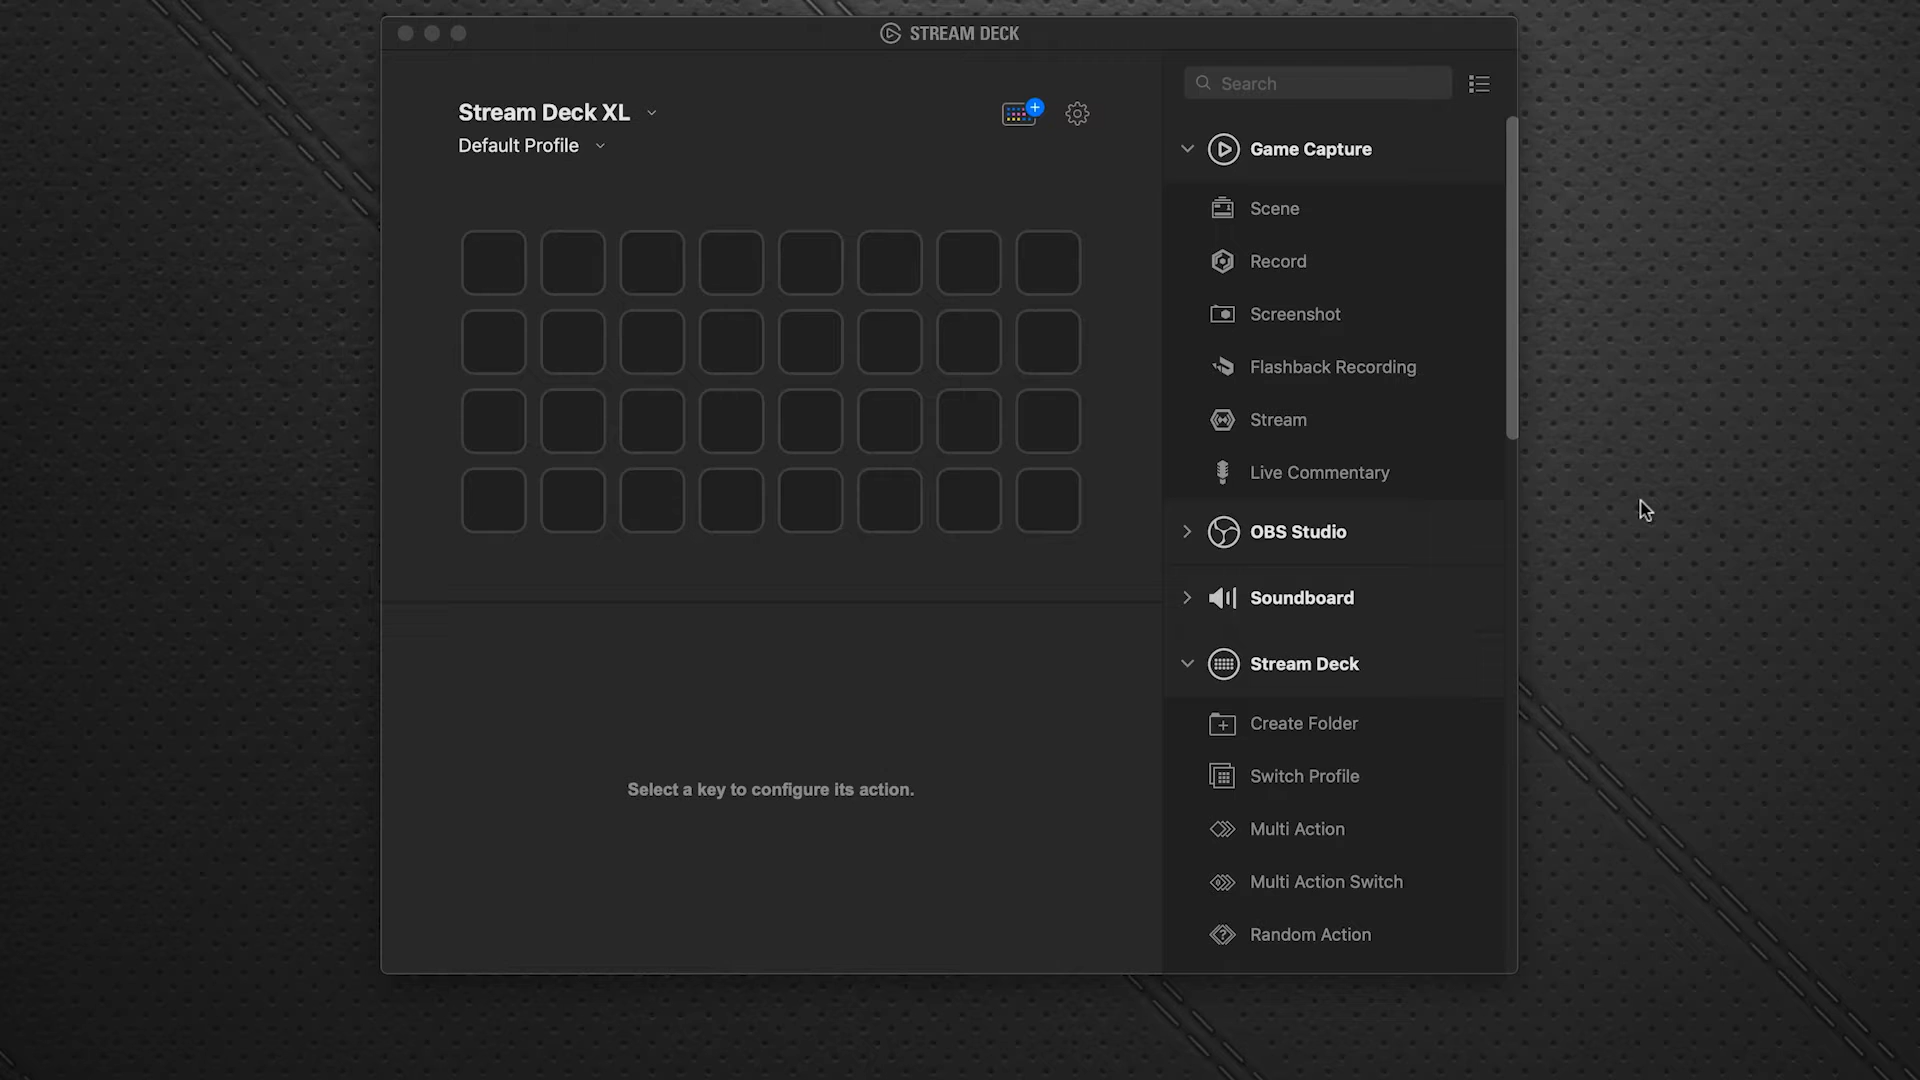 STREAM DECK
Stream Deck XL
Default Profile
Search
Game Capture
Scene
Record
Screenshot
Flashback Recording
Stream
Live Commentary
OBS Studio
Soundboard
Stream Deck
Create Folder
Switch Profile
Multi Action
Multi Action Switch
Random Action
Select a key to configure its action.